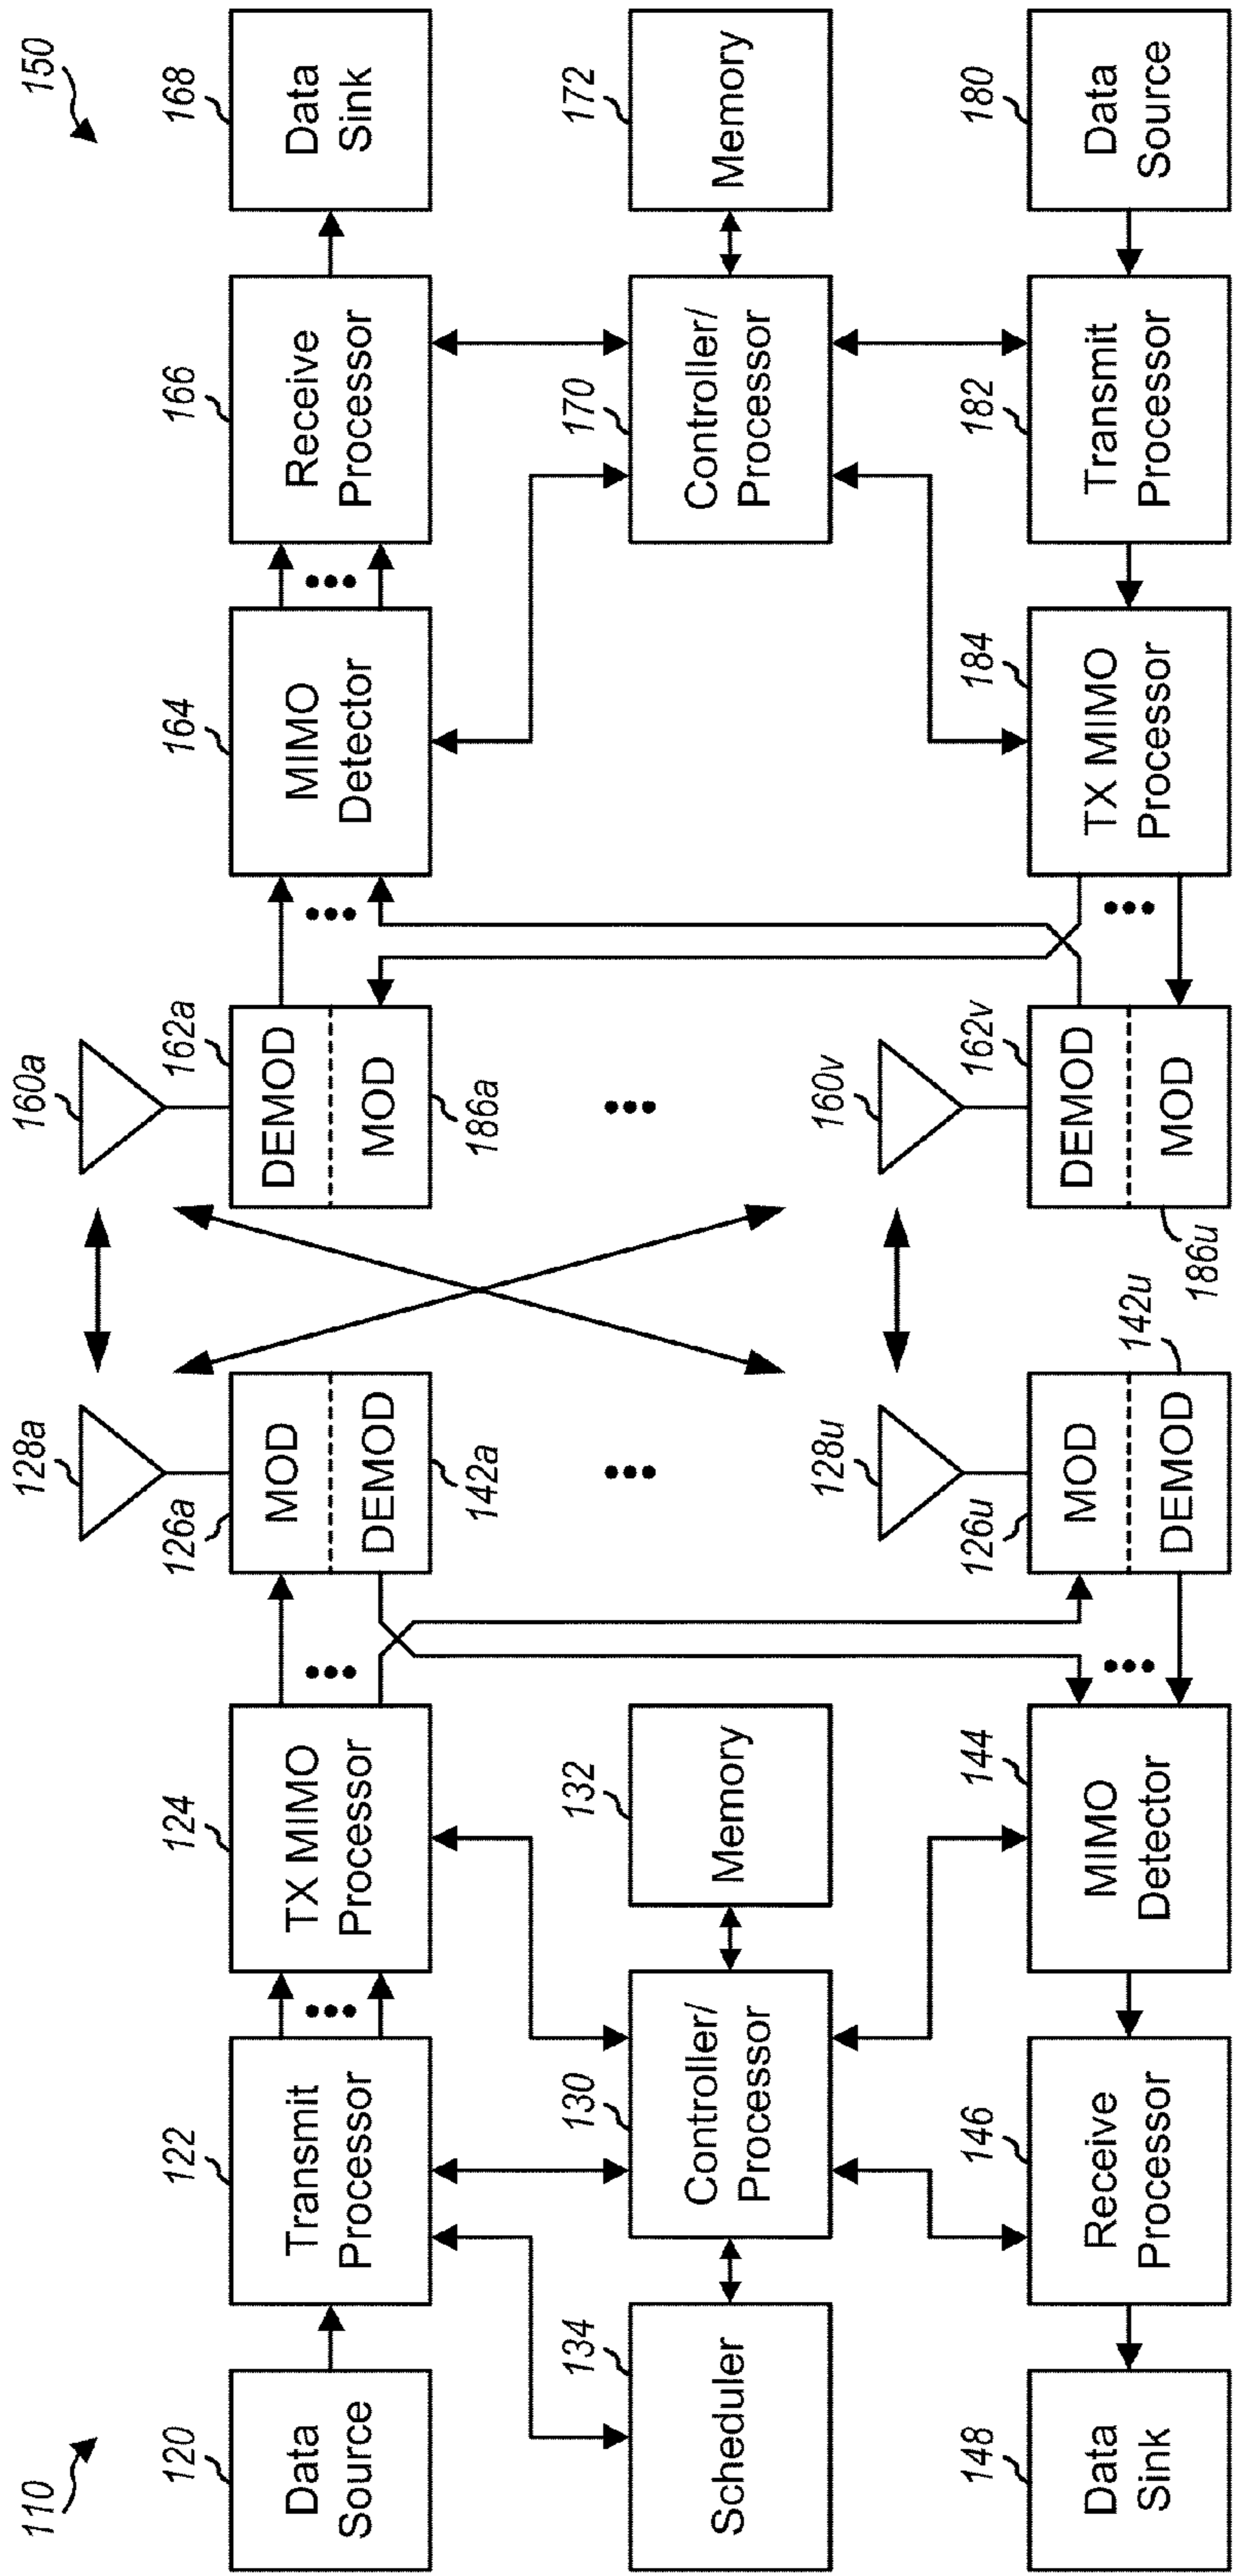 110
150
120
122
124
126a
128a
160a
162a
164
166
168
Data
Source
Transmit
Processor
TX MIMO
Processor
MOD
DEMOD
142a
DEMOD
MOD
186a
MIMO
Detector
Receive
Processor
Data
Sink
134
Scheduler
130
Controller/
Processor
132
Memory
170
Controller/
Processor
172
Memory
148
Data
Sink
146
Receive
Processor
144
MIMO
Detector
126u
128u
MOD
DEMOD
142u
160v
162v
DEMOD
MOD
186u
184
TX MIMO
Processor
182
Transmit
Processor
180
Data
Source